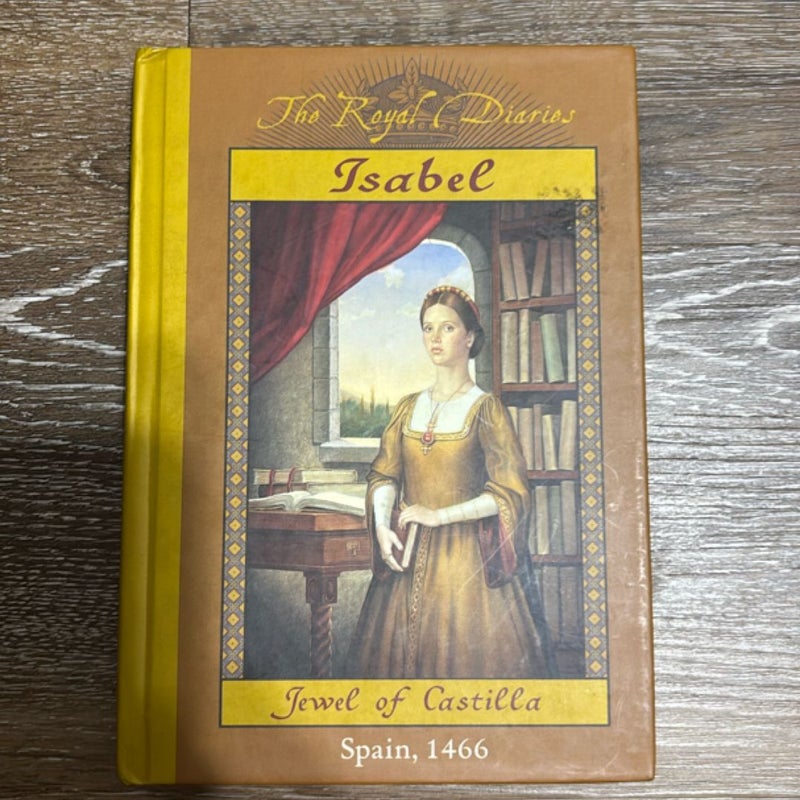 The Royal Diaries
Isabel
Jewel of Castilla
Spain, 1466